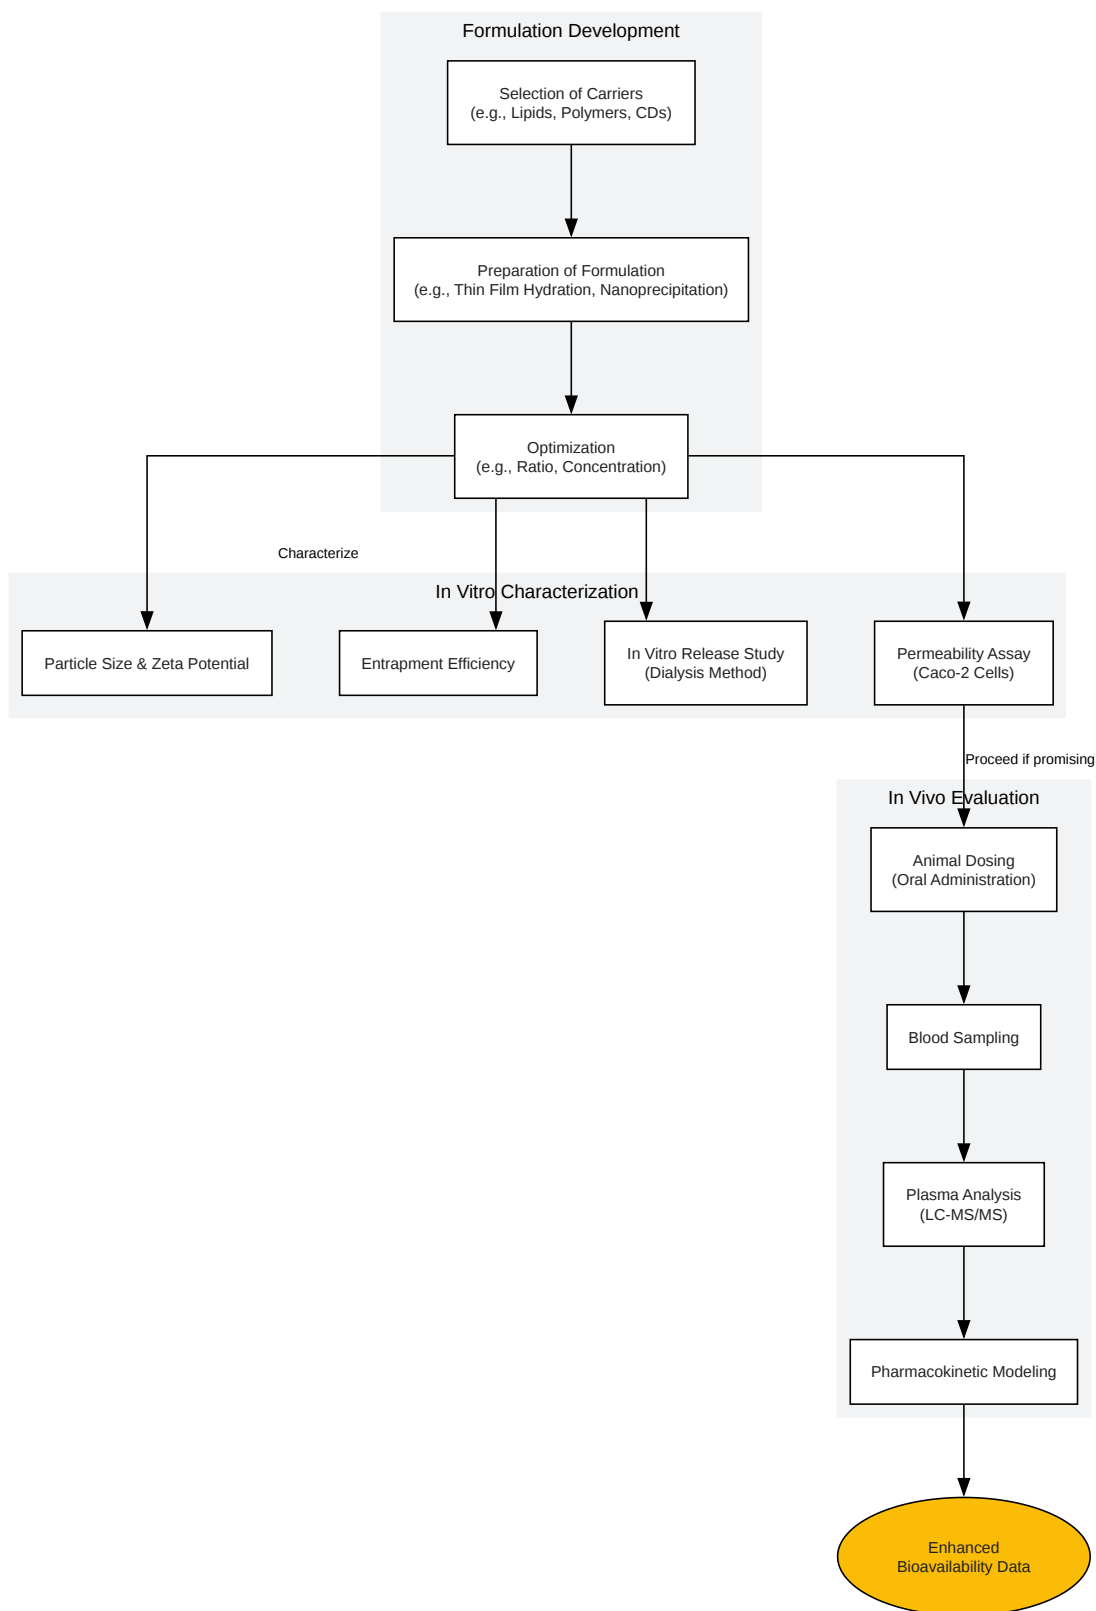 Formulation Development
Selection of Carriers
(e.g., Lipids, Polymers, CDs)
Preparation of Formulation
(e.g., Thin Film Hydration, Nanoprecipitation)
Optimization
(e.g., Ratio, Concentration)
Characterize
In Vitro Characterization
Particle Size & Zeta Potential
Entrapment Efficiency
In Vitro Release Study
(Dialysis Method)
Permeability Assay
(Caco-2 Cells)
Proceed if promising
In Vivo Evaluation
Animal Dosing
(Oral Administration)
Blood Sampling
Plasma Analysis
(LC-MS/MS)
Pharmacokinetic Modeling
Enhanced
Bioavailability Data